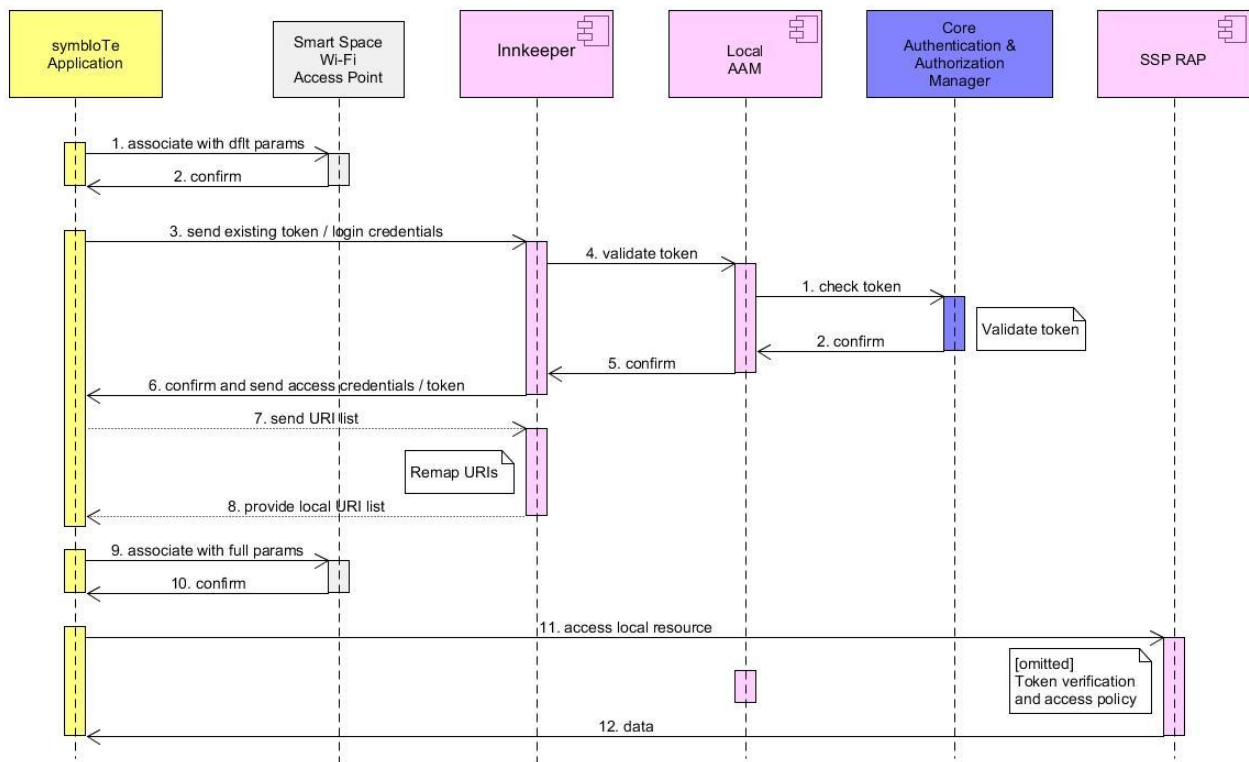 symbIoTe
Application
Smart Space
Wi-Fi
Access Point
Innkeeper
Local
AAM
Core
Authentication &
Authorization
Manager
SSP RAP
1. associate with dflt params
2. confirm
3. send existing token / login credentials
4. validate token
1. check token
Validate token
2. confirm
5. confirm
6. confirm and send access credentials / token
7. send URI list
Remap URIs
8. provide local URI list
9. associate with full params
10. confirm
11. access local resource
[omitted]
Token verification
and access policy
12. data